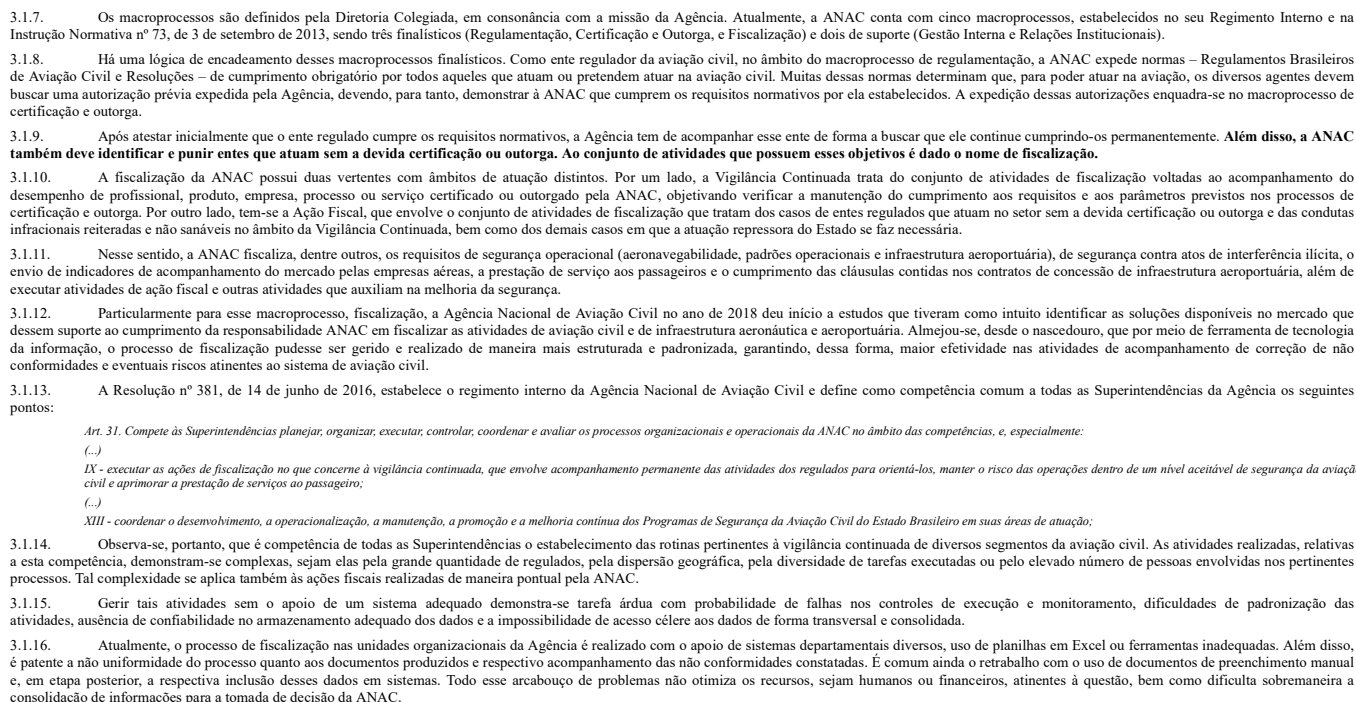 3.1.7. Os macroprocessos são definidos pela Diretoria Colegiada, em consonância com a missão da Agência. Atualmente, a ANAC conta com cinco macroprocessos, estabelecidos no seu Regimento Interno e na
Instrução Normativa nº 73, de 3 de setembro de 2013, sendo três finalísticos (Regulamentação, Certificação e Outorga, e Fiscalização) e dois de suporte (Gestão Interna e Relações Institucionais).
3.1.8. Há uma lógica de encadeamento desses macroprocessos finalísticos. Como ente regulador da aviação civil, no âmbito do macroprocesso de regulamentação, a ANAC expede normas – Regulamentos Brasileiros
de Aviação Civil e Resoluções – de cumprimento obrigatório por todos aqueles que atuam ou pretendem atuar na aviação civil. Muitas dessas normas determinam que, para poder atuar na aviação, os diversos agentes devem
buscar uma autorização prévia expedida pela Agência, devendo, para tanto, demonstrar à ANAC que cumprem os requisitos normativos por ela estabelecidos. A expedição dessas autorizações enquadra-se no macroprocesso de
certificação e outorga.
3.1.9. Após atestar inicialmente que o ente regulado cumpre os requisitos normativos, a Agência tem de acompanhar esse ente de forma a buscar que ele continue cumprindo-os permanentemente. Além disso, a ANAC
também deve identificar e punir entes que atuam sem a devida certificação ou outorga. Ao conjunto de atividades que possuem esses objetivos é dado o nome de fiscalização.
3.1.10. A fiscalização da ANAC possui duas vertentes com âmbitos de atuação distintos. Por um lado, a Vigilância Continuada trata do conjunto de atividades de fiscalização voltadas ao acompanhamento do
desempenho de profissional, produto, empresa, processo ou serviço certificado ou outorgado pela ANAC, objetivando verificar a manutenção do cumprimento aos requisitos e aos parâmetros previstos nos processos de
certificação e outorga. Por outro lado, tem-se a Ação Fiscal, que envolve o conjunto de atividades de fiscalização que tratam dos casos de entes regulados que atuam no setor sem a devida certificação ou outorga e das condutas
infracionais reiteradas e não sanáveis no âmbito da Vigilância Continuada, bem como dos demais casos em que a atuação repressora do Estado se faz necessária.
3.1.11. Nesse sentido, a ANAC fiscaliza, dentre outros, os requisitos de segurança operacional (aeronavegabilidade, padrões operacionais e infraestrutura aeroportuária), de segurança contra atos de interferência ilícita, o
envio de indicadores de acompanhamento do mercado pelas empresas aéreas, a prestação de serviço aos passageiros e o cumprimento das cláusulas contidas nos contratos de concessão de infraestrutura aeroportuária, além de
executar atividades de ação fiscal e outras atividades que auxiliam na melhoria da segurança.
3.1.12. Particularmente para esse macroprocesso, fiscalização, a Agência Nacional de Aviação Civil no ano de 2018 deu início a estudos que tiveram como intuito identificar as soluções disponíveis no mercado que
dessem suporte ao cumprimento da responsabilidade ANAC em fiscalizar as atividades de aviação civil e de infraestrutura aeronáutica e aeroportuária. Almejou-se, desde o nascedouro, que por meio de ferramenta de tecnologia
da informação, o processo de fiscalização pudesse ser gerido e realizado de maneira mais estruturada e padronizada, garantindo, dessa forma, maior efetividade nas atividades de acompanhamento de correção de não
conformidades e eventuais riscos atinentes ao sistema de aviação civil.
3.1.13. A Resolução nº 381, de 14 de junho de 2016, estabelece o regimento interno da Agência Nacional de Aviação Civil e define como competência comum a todas as Superintendências da Agência os seguintes
pontos:
Art. 31. Compete às Superintendências planejar, organizar, executar, controlar, coordenar e avaliar os processos organizacionais e operacionais da ANAC no âmbito das competências, e, especialmente:
(...)
IX - executar as ações de fiscalização no que concerne à vigilância continuada, que envolve acompanhamento permanente das atividades dos regulados para orientá-los, manter o risco das operações dentro de um nível aceitável de segurança da aviaçã
civil e aprimorar a prestação de serviços ao passageiro;
(...)
XIII - coordenar o desenvolvimento, a operacionalização, a manutenção, a promoção e a melhoria contínua dos Programas de Segurança da Aviação Civil do Estado Brasileiro em suas áreas de atuação;
3.1.14. Observa-se, portanto, que é competência de todas as Superintendências o estabelecimento das rotinas pertinentes à vigilância continuada de diversos segmentos da aviação civil. As atividades realizadas, relativas
a esta competência, demonstram-se complexas, sejam elas pela grande quantidade de regulados, pela dispersão geográfica, pela diversidade de tarefas executadas ou pelo elevado número de pessoas envolvidas nos pertinentes
processos. Tal complexidade se aplica também às ações fiscais realizadas de maneira pontual pela ANAC.
3.1.15. Gerir tais atividades sem o apoio de um sistema adequado demonstra-se tarefa árdua com probabilidade de falhas nos controles de execução e monitoramento, dificuldades de padronização das
atividades, ausência de confiabilidade no armazenamento adequado dos dados e a impossibilidade de acesso célere aos dados de forma transversal e consolidada.
3.1.16. Atualmente, o processo de fiscalização nas unidades organizacionais da Agência é realizado com o apoio de sistemas departamentais diversos, uso de planilhas em Excel ou ferramentas inadequadas. Além disso,
é patente a não uniformidade do processo quanto aos documentos produzidos e respectivo acompanhamento das não conformidades constatadas. É comum ainda o retrabalho com o uso de documentos de preenchimento manual
e, em etapa posterior, a respectiva inclusão desses dados em sistemas. Todo esse arcabouço de problemas não otimiza os recursos, sejam humanos ou financeiros, atinentes à questão, bem como dificulta sobremaneira a
consolidação de informações para a tomada de decisão da ANAC.